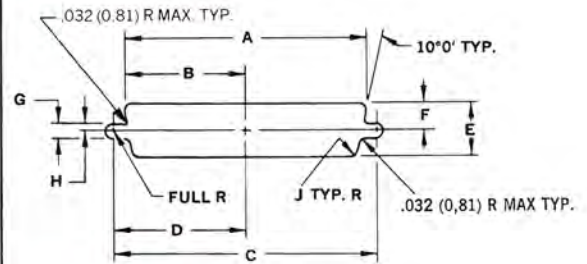 .032 (0.81) R MAX. TYP.
A
10°0' TYP.
B
G
F
E
H
FULL R
J TYP. R
.032 (0,81) R MAX TYP.
D
C